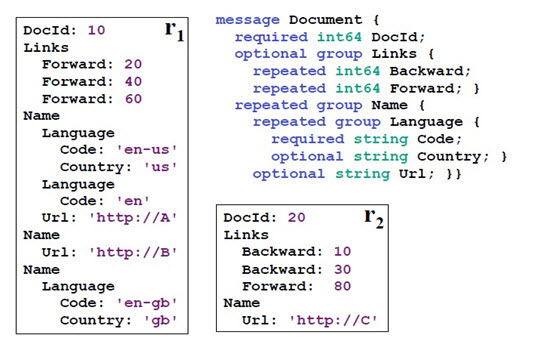 DocId: 10 r1
Links
Forward: 20
Forward: 40
Forward: 60
Name
Language
Code: 'en-us'
Country: 'us'
Language
Code: 'en'
Url: 'http://A'
Name
Url: 'http://B'
Name
Language
Code: 'en-gb'
Country: 'gb'
message Document {
required int64 DocId;
optional group Links {
repeated int64 Backward;
repeated int64 Forward; }
repeated group Name {
repeated group Language {
required string Code;
optional string Country; }
optional string Url; }}
DocId: 20 r2
Links
Backward: 10
Backward: 30
Forward: 80
Name
Url: 'http://C'